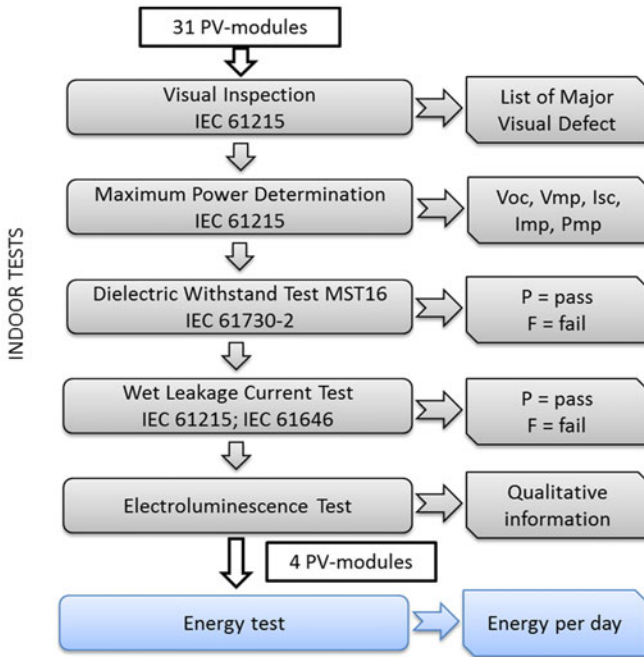 31 PV-modules
Visual Inspection
IEC 61215
List of Major
Visual Defect
Maximum Power Determination
IEC 61215
Voc, Vmp, Isc,
Imp, Pmp
INDOOR TESTS
Dielectric Withstand Test MST16
IEC 61730-2
P = pass
F = fail
Wet Leakage Current Test
IEC 61215; IEC 61646
P = pass
F = fail
Electroluminescence Test
Qualitative
information
4 PV-modules
Energy test
Energy per day